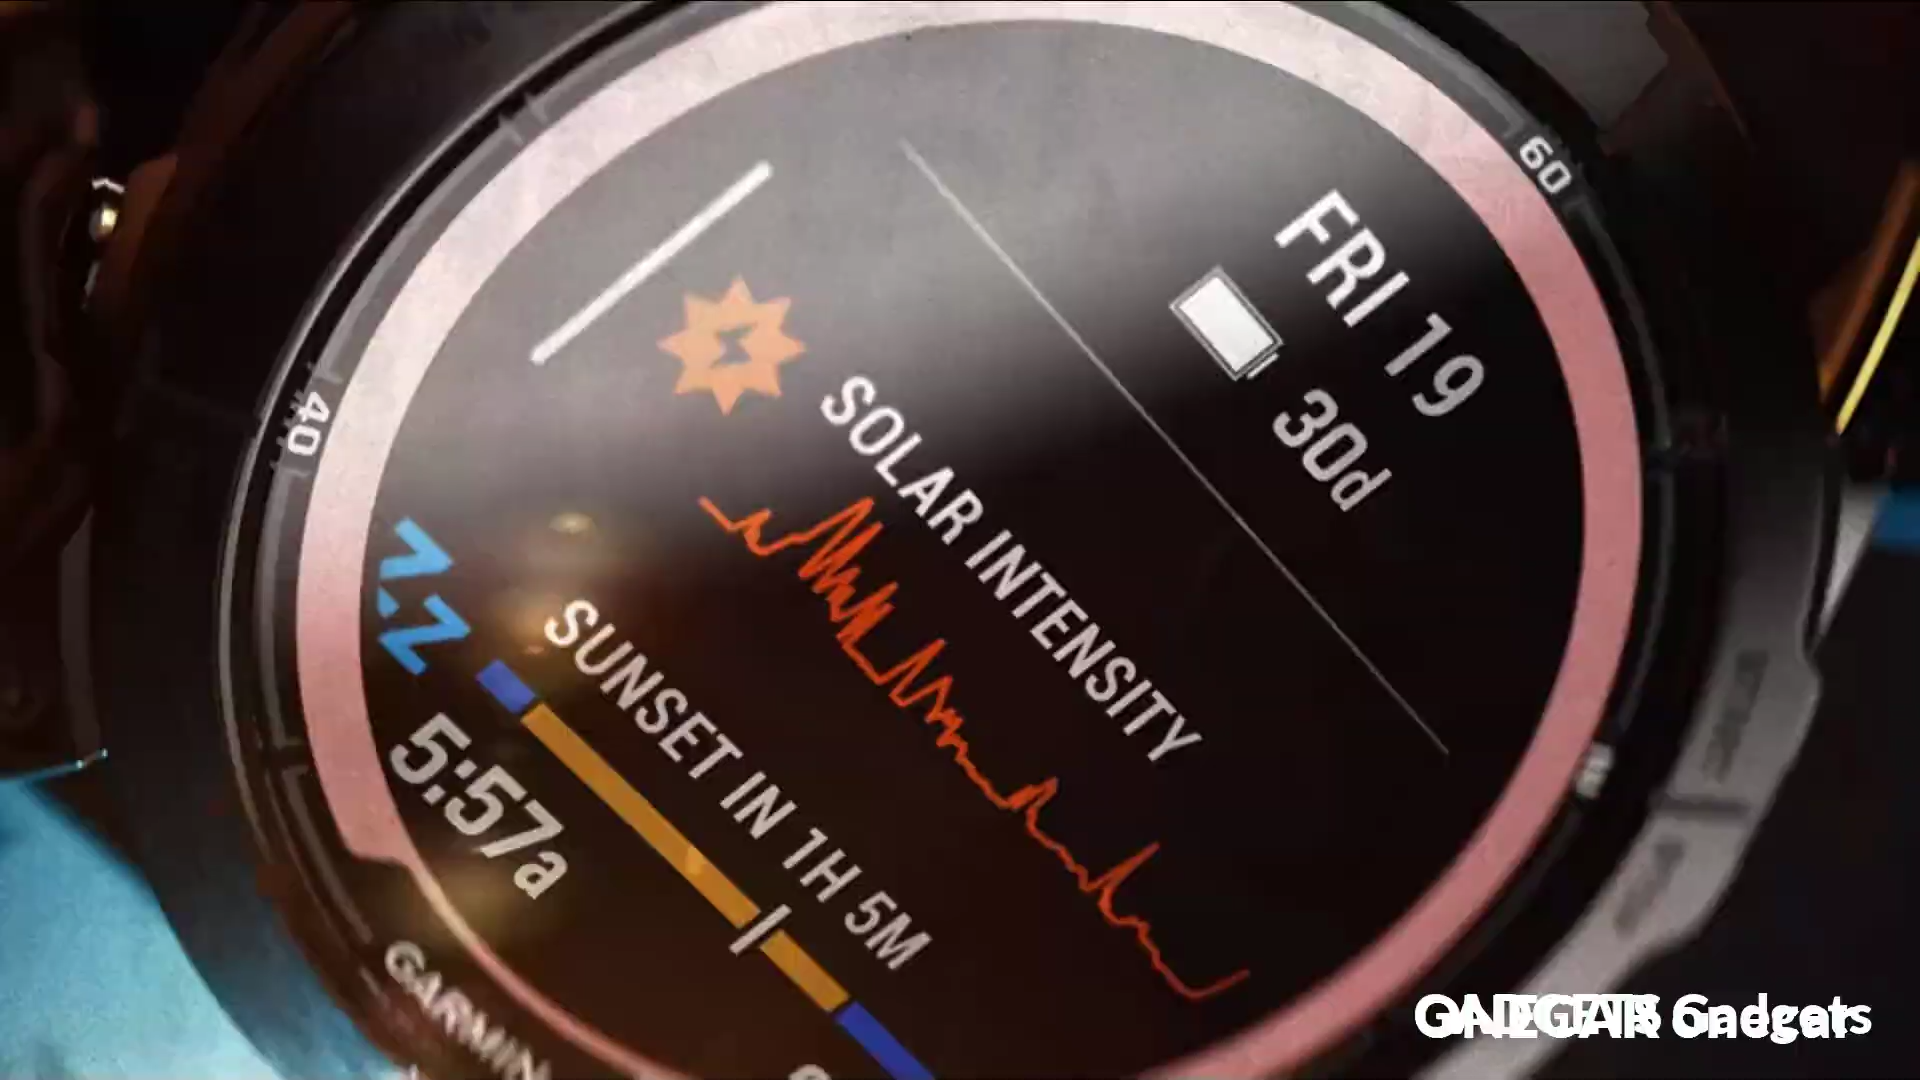 FRI 19
30d
SOLAR INTENSITY
SUNSET IN 1H 5M
5:57a
GARMIN
40
60